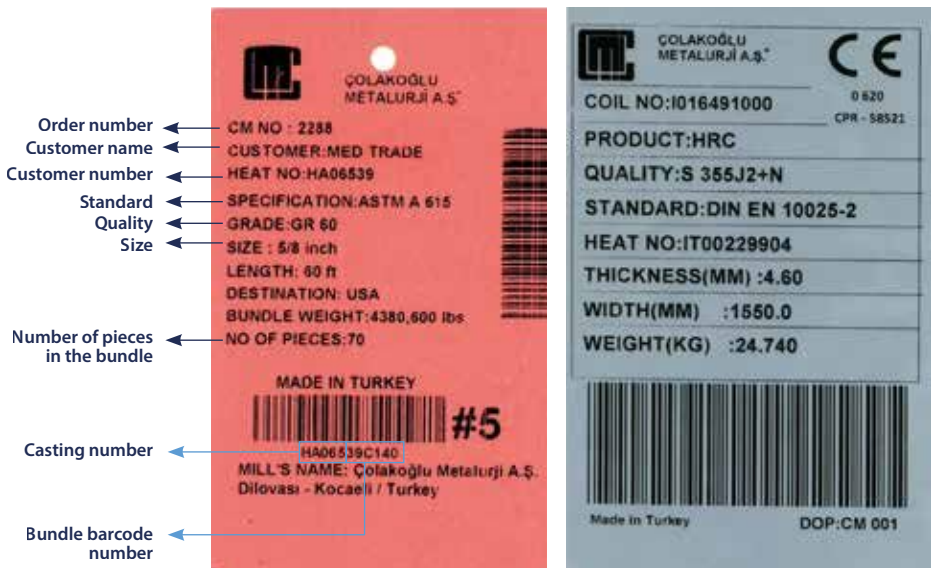 Order number
Customer name
Customer number
Standard
Quality
Size
Number of pieces
in the bundle
Casting number
Bundle barcode
number
ÇOLAKOĞLU
METALURJİ A.Ş.
CM NO : 2288
CUSTOMER:MED TRADE
HEAT NO:HA06539
SPECIFICATION:ASTM A 615
GRADE:GR 60
SIZE : 5/8 inch
LENGTH: 60 ft
DESTINATION: USA
BUNDLE WEIGHT:4380,600 lbs
NO OF PIECES:70
MADE IN TURKEY
#5
HA06539C140
MILL'S NAME: Çolakoğlu Metalurji A.Ş.
Dilovası - Kocaeli / Turkey
ÇOLAKOĞLU
METALURJİ A.Ş.
CE
0 620
CPR - 58521
COIL NO:I016491000
PRODUCT:HRC
QUALITY:S 355J2+N
STANDARD:DIN EN 10025-2
HEAT NO:IT00229904
THICKNESS(MM) :4.60
WIDTH(MM) :1550.0
WEIGHT(KG) :24.740
Made in Turkey
DOP:CM 001